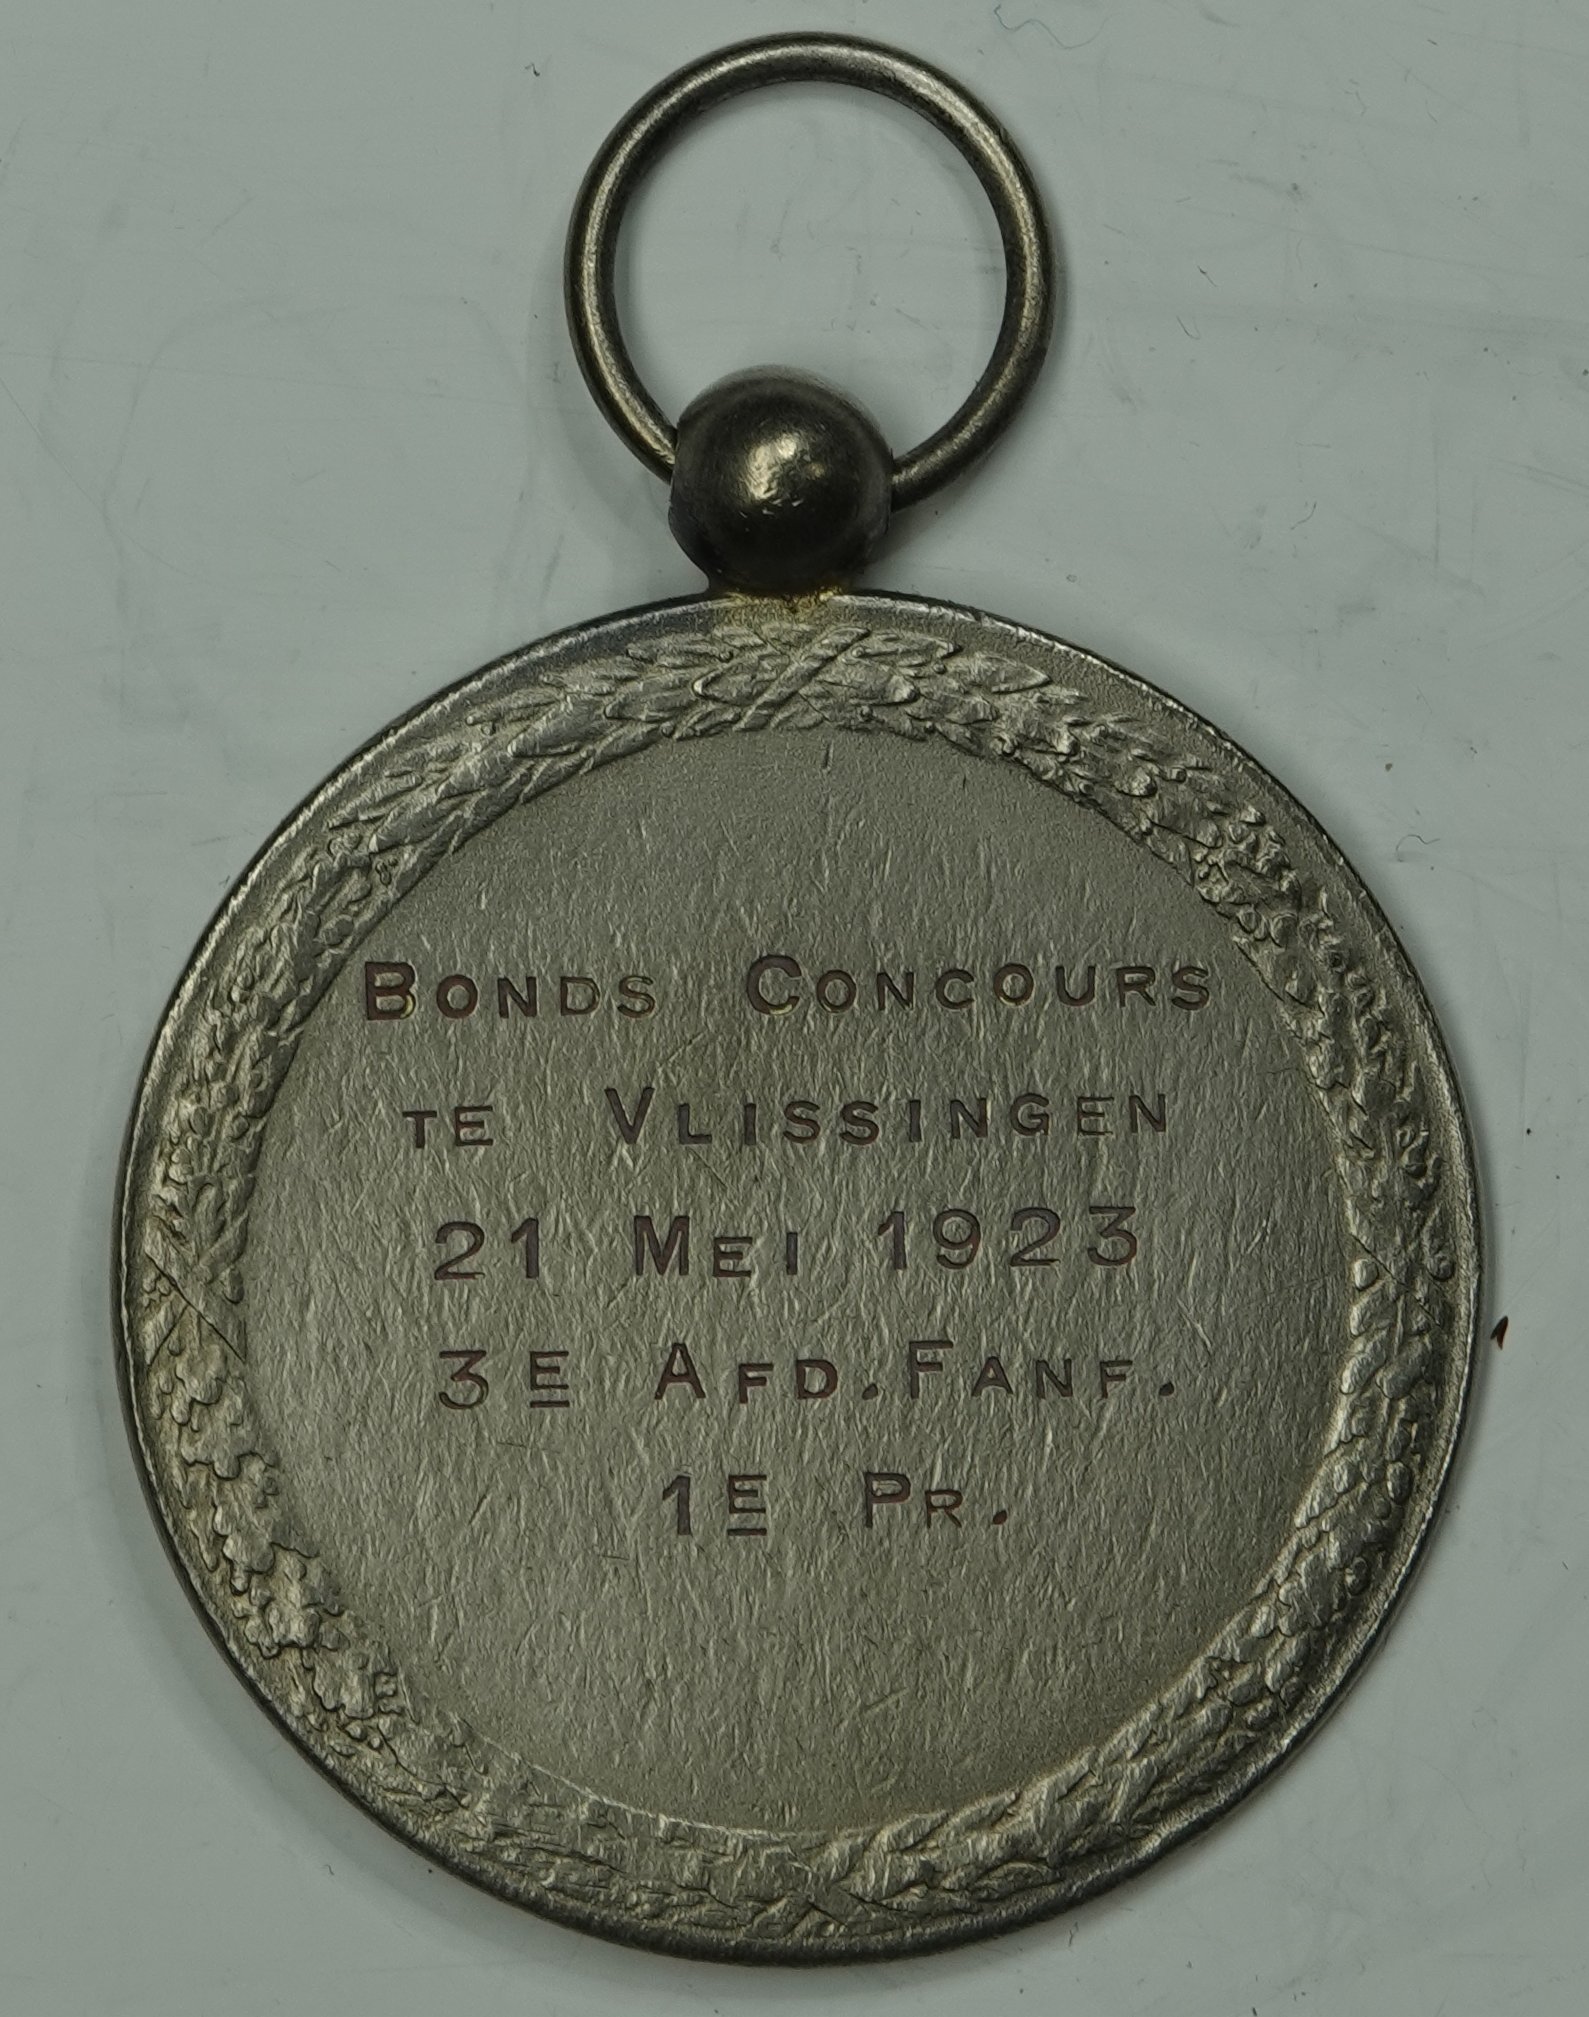 Bonds Concours
te Vlissingen
21 Mei 1923
3e Afd. Fanf.
1e Pr.